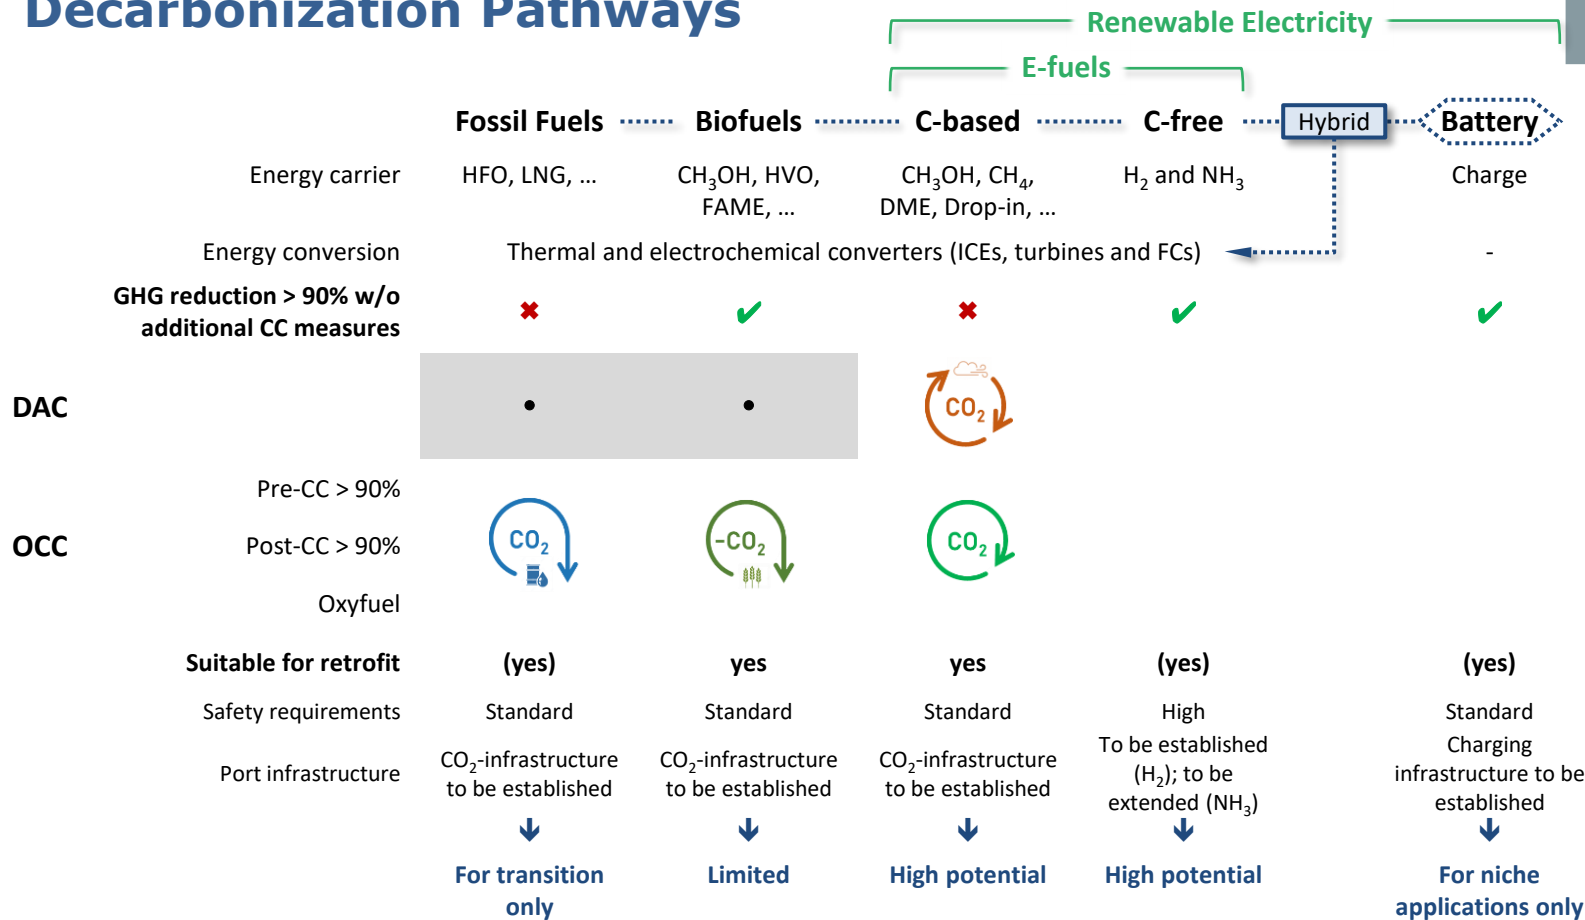 Decarbonization Pathways
Renewable Electricity
E-fuels
Fossil Fuels Biofuels C-based C-free Hybrid Battery
Energy carrier HFO, LNG, … CH₃OH, HVO, FAME, … CH₃OH, CH₄, DME, Drop-in, … H₂ and NH₃ Charge
Energy conversion Thermal and electrochemical converters (ICEs, turbines and FCs) -
GHG reduction > 90% w/o
additional CC measures ✖ ✔ ✖ ✔ ✔
DAC • • CO₂
Pre-CC > 90%
OCC Post-CC > 90% CO₂ -CO₂ CO₂
Oxyfuel
Suitable for retrofit (yes) yes yes (yes) (yes)
Safety requirements Standard Standard Standard High Standard
Port infrastructure
CO₂-infrastructure
to be established
CO₂-infrastructure
to be established
CO₂-infrastructure
to be established
To be established
(H₂); to be
extended (NH₃)
Charging
infrastructure to be
established
For transition
only
Limited
High potential
High potential
For niche
applications only